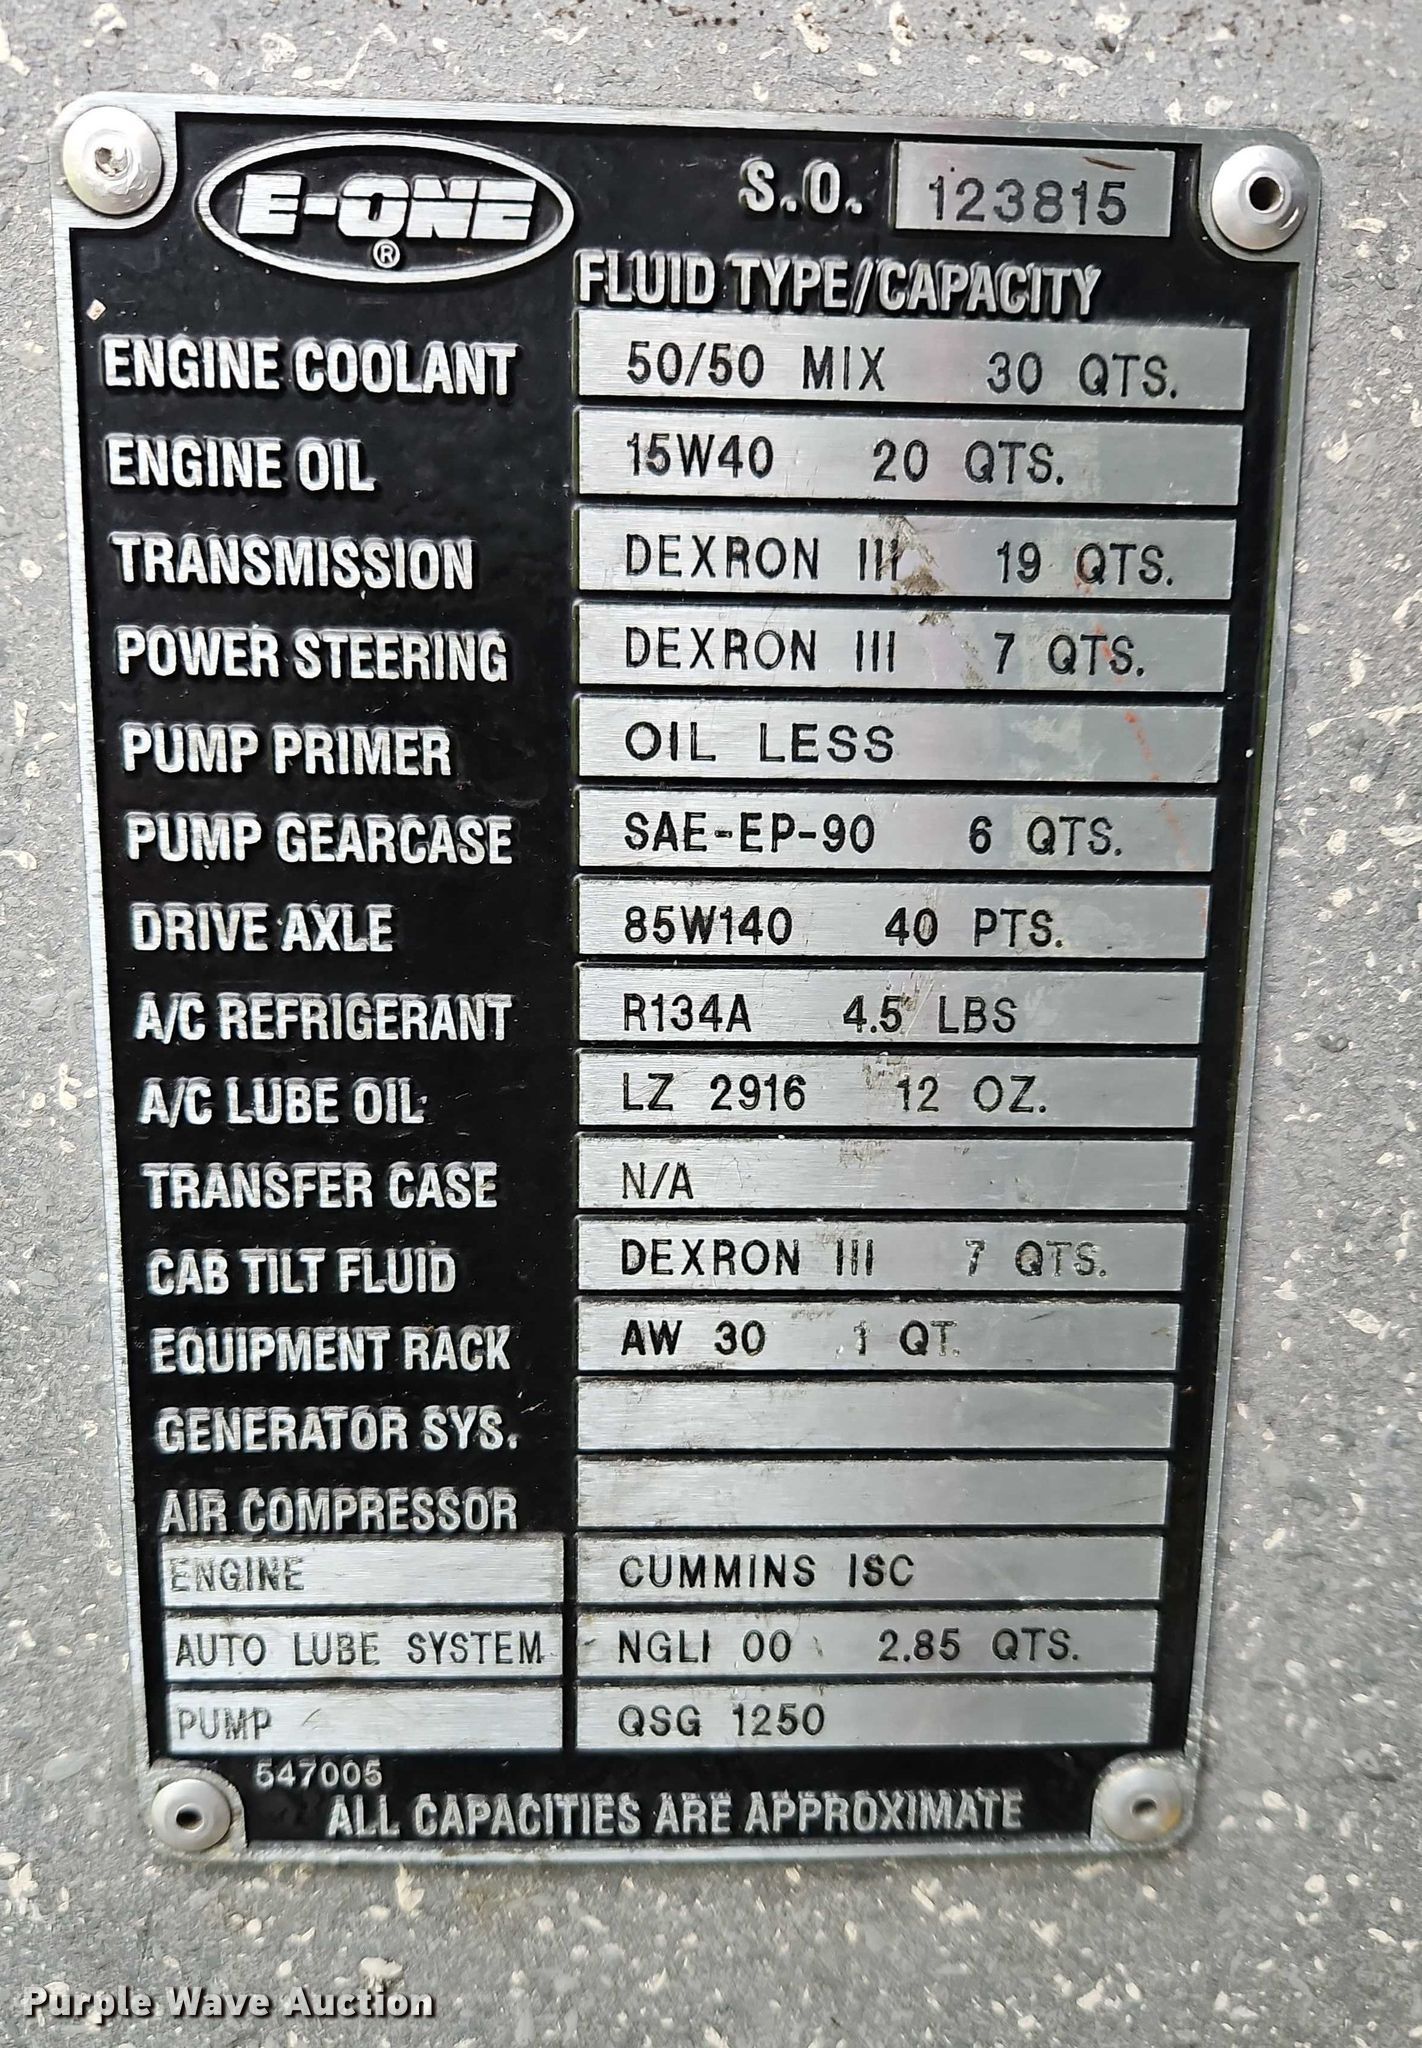 E-ONE ®
S.O. 123815
FLUID TYPE/CAPACITY
ENGINE COOLANT 50/50 MIX 30 QTS.
ENGINE OIL 15W40 20 QTS.
TRANSMISSION DEXRON III 19 QTS.
POWER STEERING DEXRON III 7 QTS.
PUMP PRIMER OIL LESS
PUMP GEARCASE SAE-EP-90 6 QTS.
DRIVE AXLE 85W140 40 PTS.
A/C REFRIGERANT R134A 4.5 LBS
A/C LUBE OIL LZ 2916 12 OZ.
TRANSFER CASE N/A
CAB TILT FLUID DEXRON III 7 QTS.
EQUIPMENT RACK AW 30 1 QT.
GENERATOR SYS.
AIR COMPRESSOR
ENGINE CUMMINS ISC
AUTO LUBE SYSTEM NGLI 00 2.85 QTS.
PUMP QSG 1250
547005
ALL CAPACITIES ARE APPROXIMATE
Purple Wave Auction